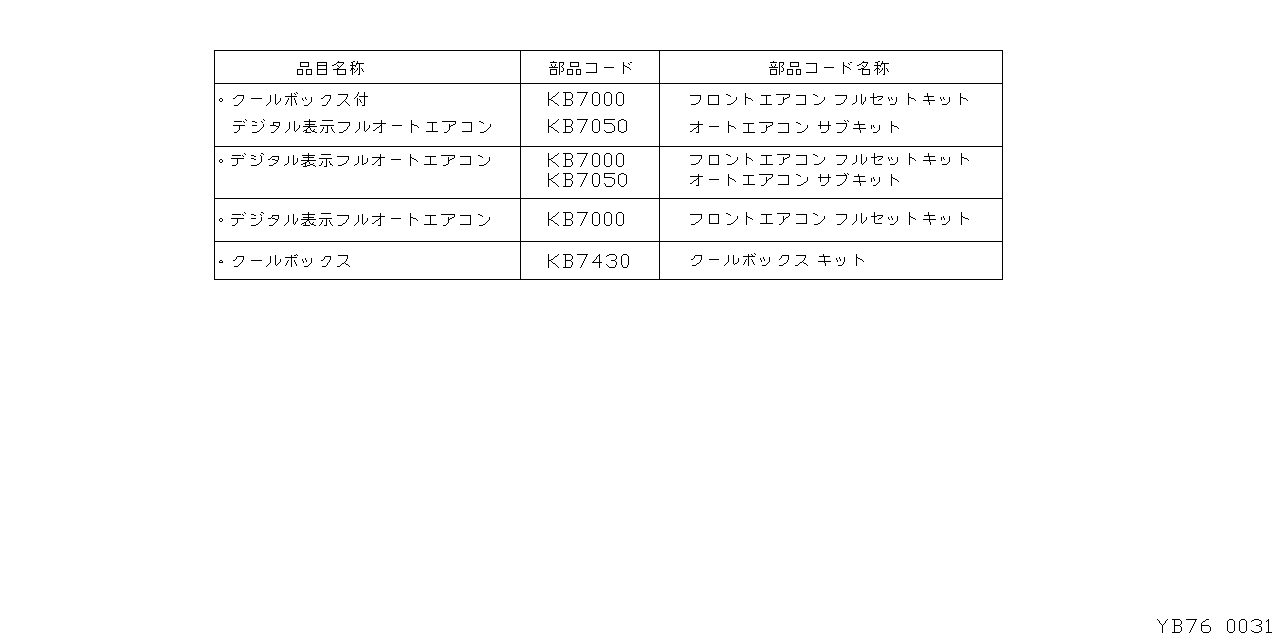 品目名称 部品コード 部品コード名称
・クールボックス付 KB7000 フロントエアコン フルセットキット
デジタル表示フルオートエアコン KB7050 オートエアコン サブキット
・デジタル表示フルオートエアコン KB7000 フロントエアコン フルセットキット
KB7050 オートエアコン サブキット
・デジタル表示フルオートエアコン KB7000 フロントエアコン フルセットキット
・クールボックス KB7430 クールボックス キット
YB76 0031